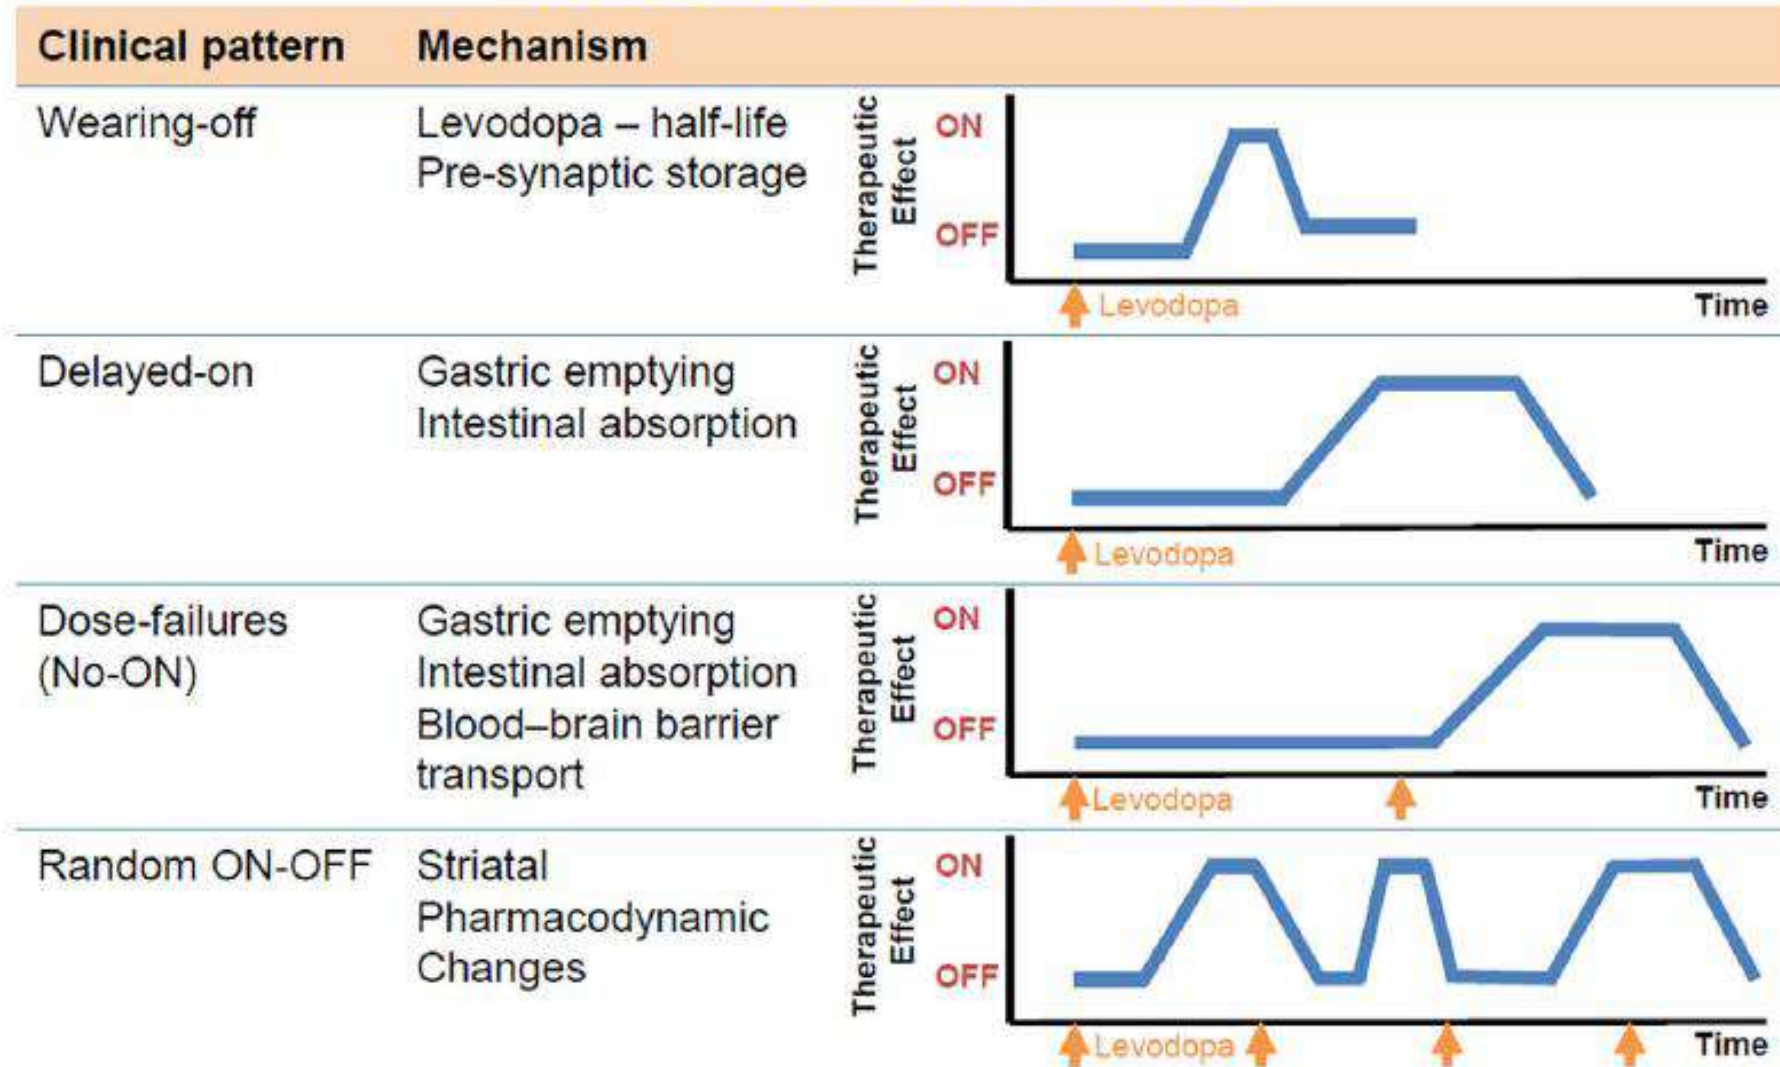 Clinical pattern Mechanism
Wearing-off
Levodopa – half-life
Pre-synaptic storage
Therapeutic
Effect
ON
OFF
Levodopa
Time
Delayed-on
Gastric emptying
Intestinal absorption
Therapeutic
Effect
ON
OFF
Levodopa
Time
Dose-failures
(No-ON)
Gastric emptying
Intestinal absorption
Blood–brain barrier
transport
Therapeutic
Effect
ON
OFF
Levodopa
Time
Random ON-OFF
Striatal
Pharmacodynamic
Changes
Therapeutic
Effect
ON
OFF
Levodopa
Time